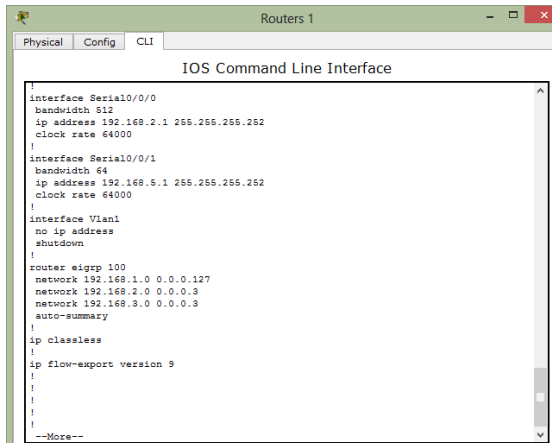 Routers 1
Physical Config CLI
IOS Command Line Interface
!
interface Serial0/0/0
bandwidth 512
ip address 192.168.2.1 255.255.255.252
clock rate 64000
!
interface Serial0/0/1
bandwidth 64
ip address 192.168.5.1 255.255.255.252
clock rate 64000
!
interface Vlan1
no ip address
shutdown
!
router eigrp 100
network 192.168.1.0 0.0.0.127
network 192.168.2.0 0.0.0.3
network 192.168.3.0 0.0.0.3
auto-summary
!
ip classless
!
ip flow-export version 9
!
!
!
!
!
--More--